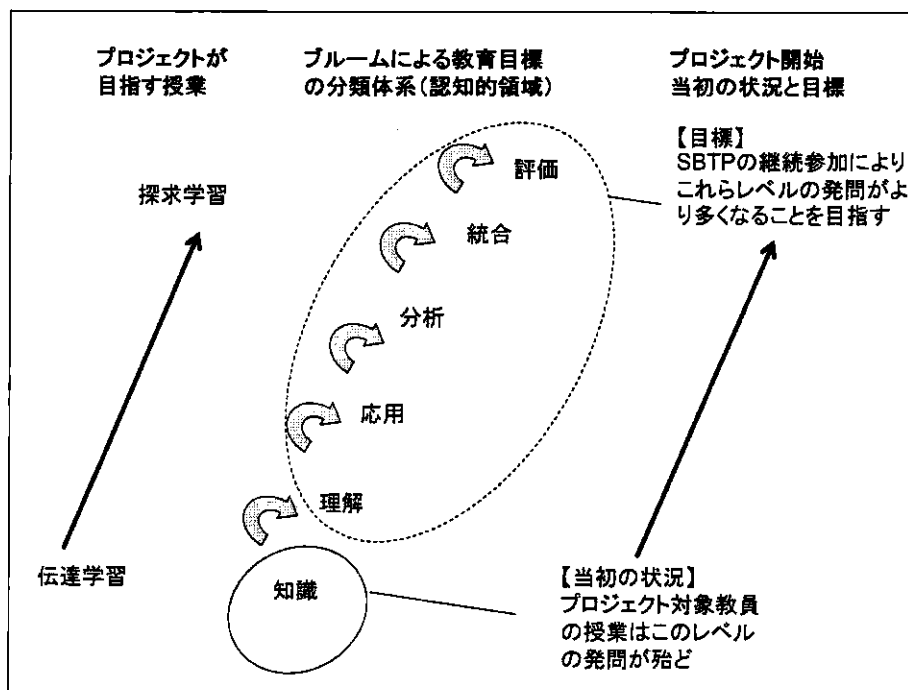 プロジェクトが
目指す授業
ブルームによる教育目標
の分類体系(認知的領域)
プロジェクト開始
当初の状況と目標
【目標】
SBTPの継続参加により
これらレベルの発問がよ
り多くなることを目指す
評価
探求学習
統合
分析
応用
理解
伝達学習
知識
【当初の状況】
プロジェクト対象教員
の授業はこのレベル
の発問が殆ど